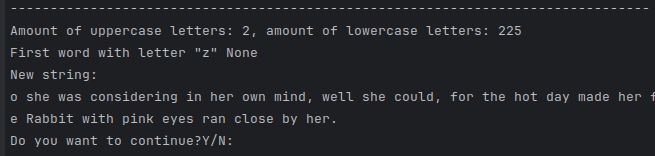 --------------------------------------------------------------------------------
Amount of uppercase letters: 2, amount of lowercase letters: 225
First word with letter "z" None
New string:
o she was considering in her own mind, well she could, for the hot day made her
e Rabbit with pink eyes ran close by her.
Do you want to continue?Y/N: